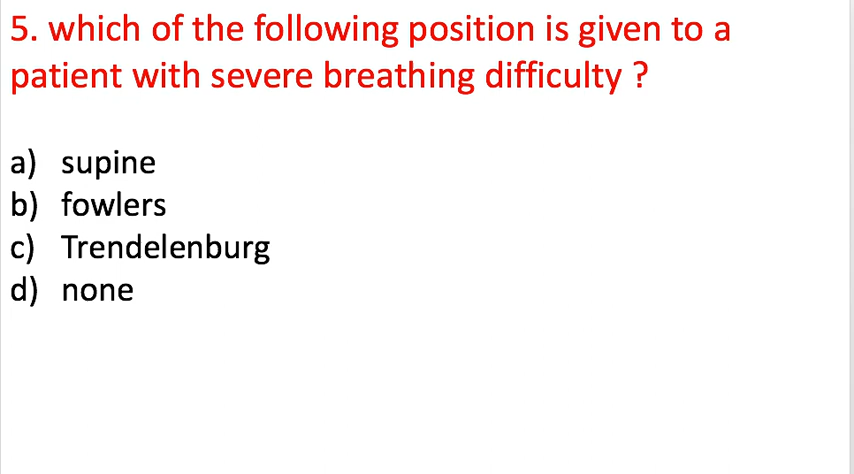 5. which of the following position is given to a
patient with severe breathing difficulty ?
a) supine
b) fowlers
c) Trendelenburg
d) none